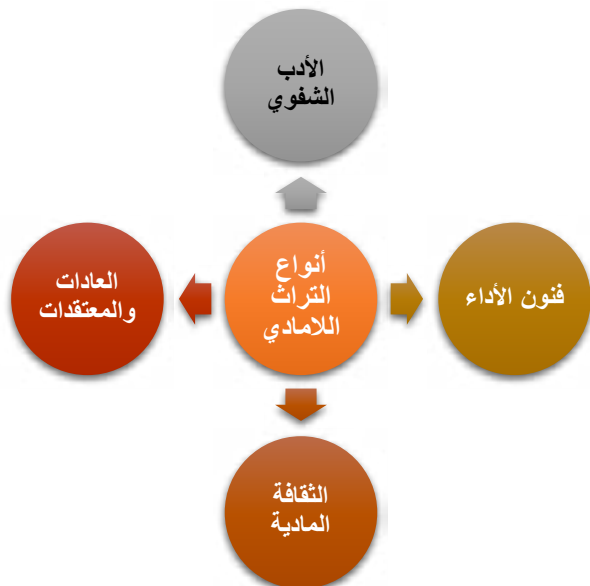 الأدب
الشفوي
أنواع
التراث
اللامادي
فنون الأداء
العادات
والمعتقدات
الثقافة
المادية